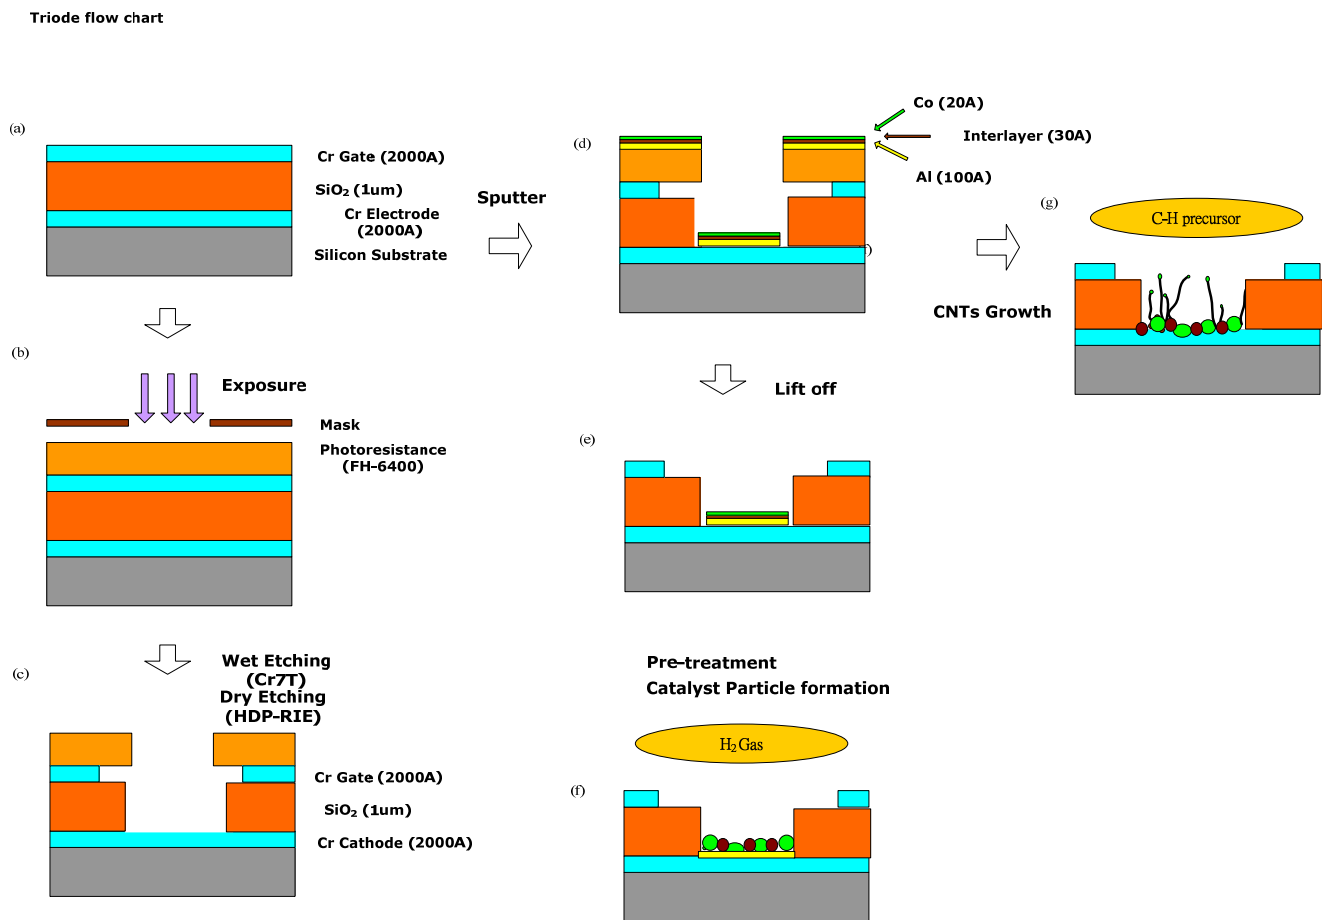 Triode flow chart
(a)
Cr Gate (2000A)
SiO₂ (1um)
Cr Electrode
(2000A)
Silicon Substrate
(b)
Exposure
Mask
Photoresistance
(FH-6400)
(c)
Wet Etching
(Cr7T)
Dry Etching
(HDP-RIE)
Cr Gate (2000A)
SiO₂ (1um)
Cr Cathode (2000A)
Sputter
(d)
Co (20A)
Interlayer (30A)
Al (100A)
f)
Lift off
(e)
Pre-treatment
Catalyst Particle formation
H₂ Gas
(f)
CNTs Growth
(g)
C-H precursor